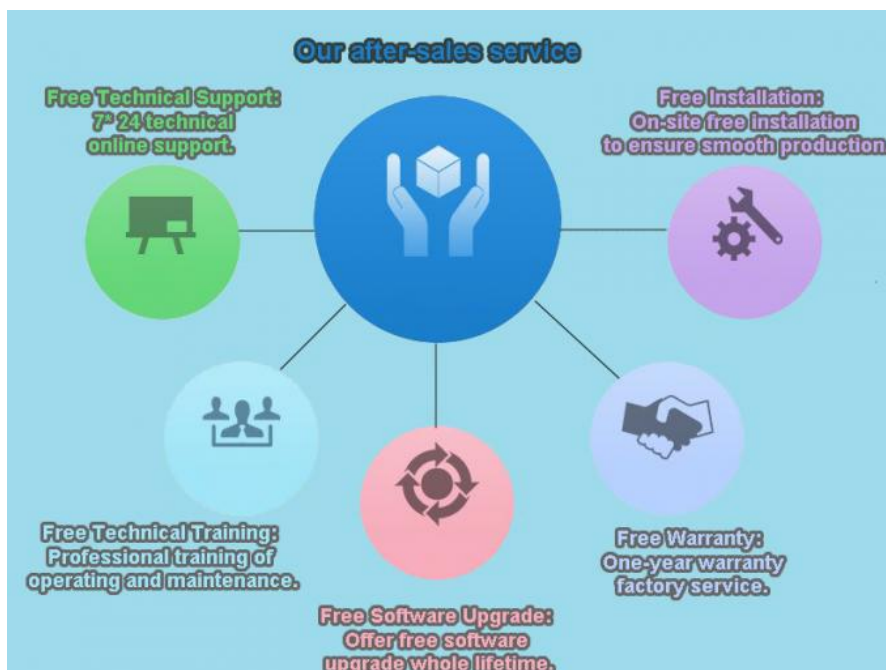 Our after-sales service
Free Technical Support:
7* 24 technical
online support.
Free Installation:
On-site free installation
to ensure smooth production
Free Technical Training:
Professional training of
operating and maintenance.
Free Warranty:
One-year warranty
factory service.
Free Software Upgrade:
Offer free software
upgrade whole lifetime.